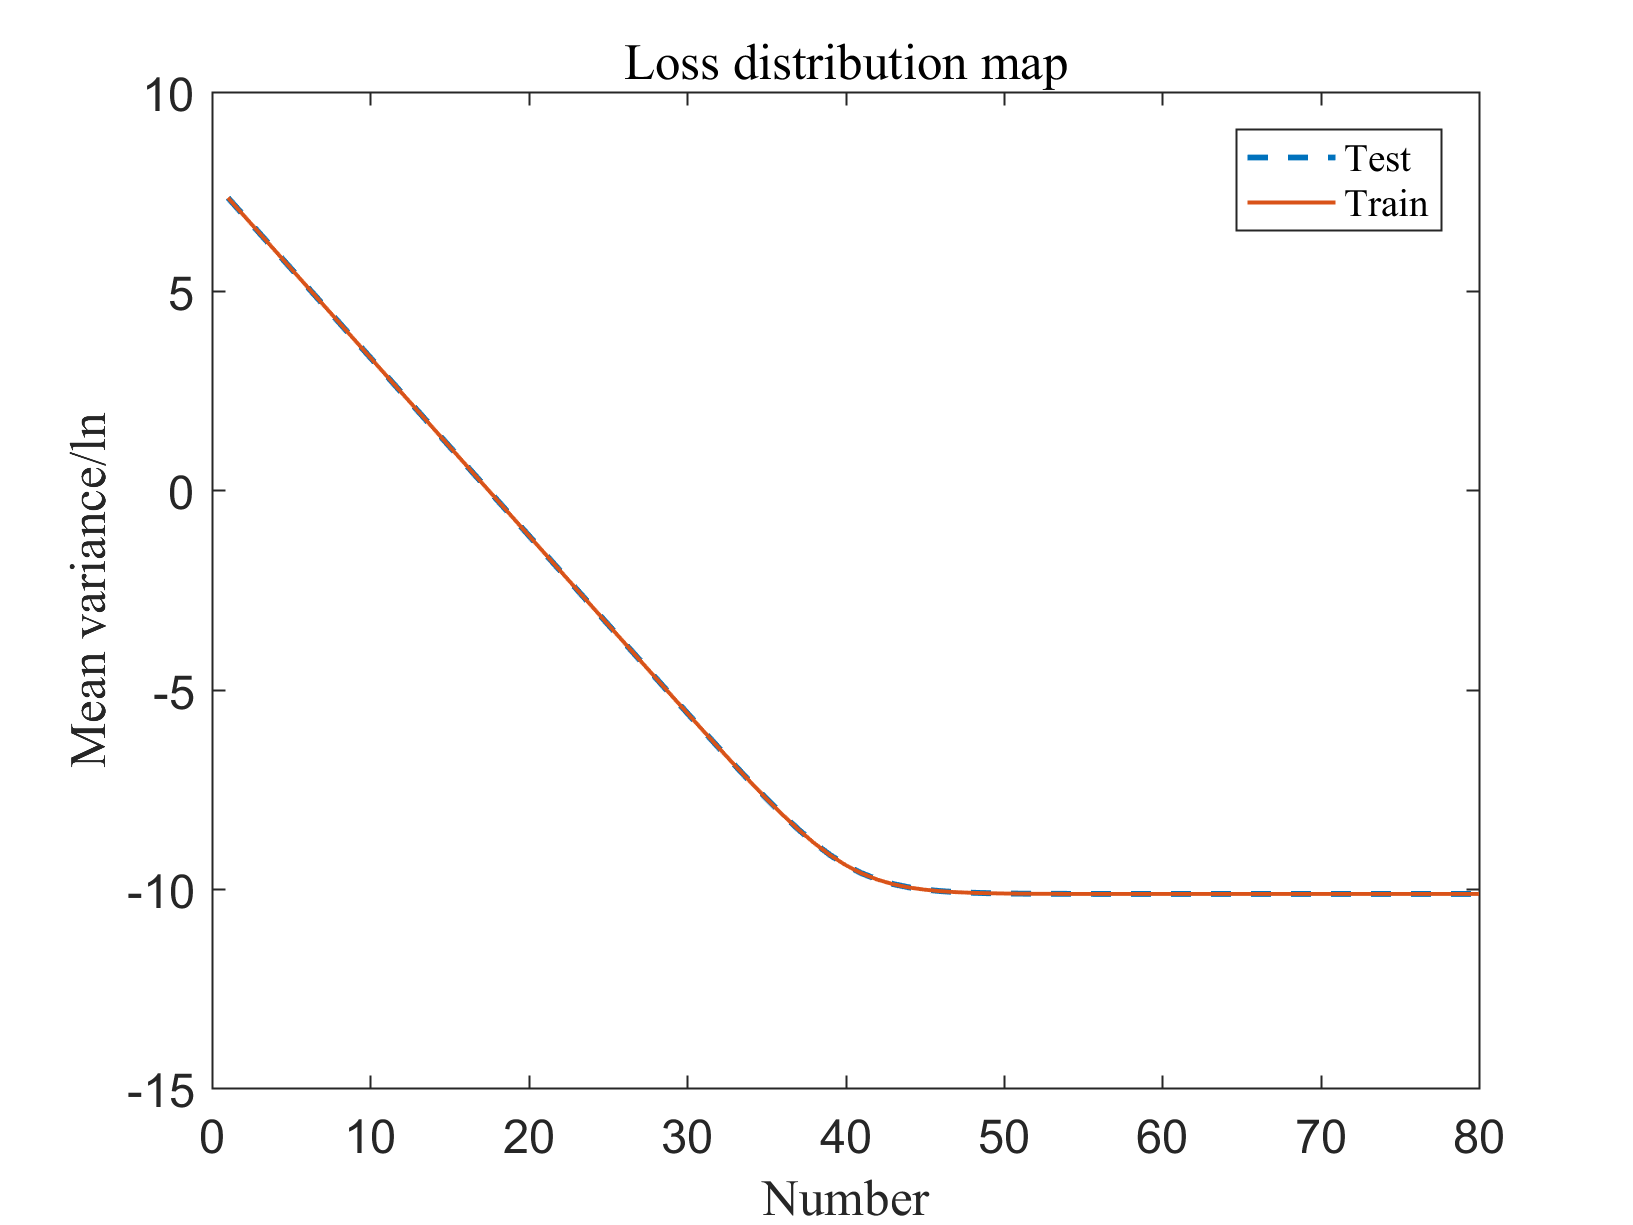 Loss distribution map
10
5
0
-5
-10
-15
Mean variance/ln
Test
Train
0 10 20 30 40 50 60 70 80
Number